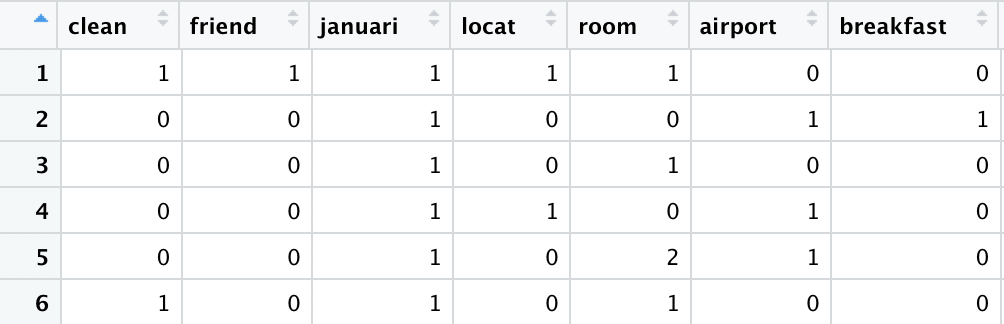 clean friend januari locat room airport breakfast
1 1 1 1 1 1 0 0
2 0 0 1 0 0 1 1
3 0 0 1 0 1 0 0
4 0 0 1 1 0 1 0
5 0 0 1 0 2 1 0
6 1 0 1 0 1 0 0